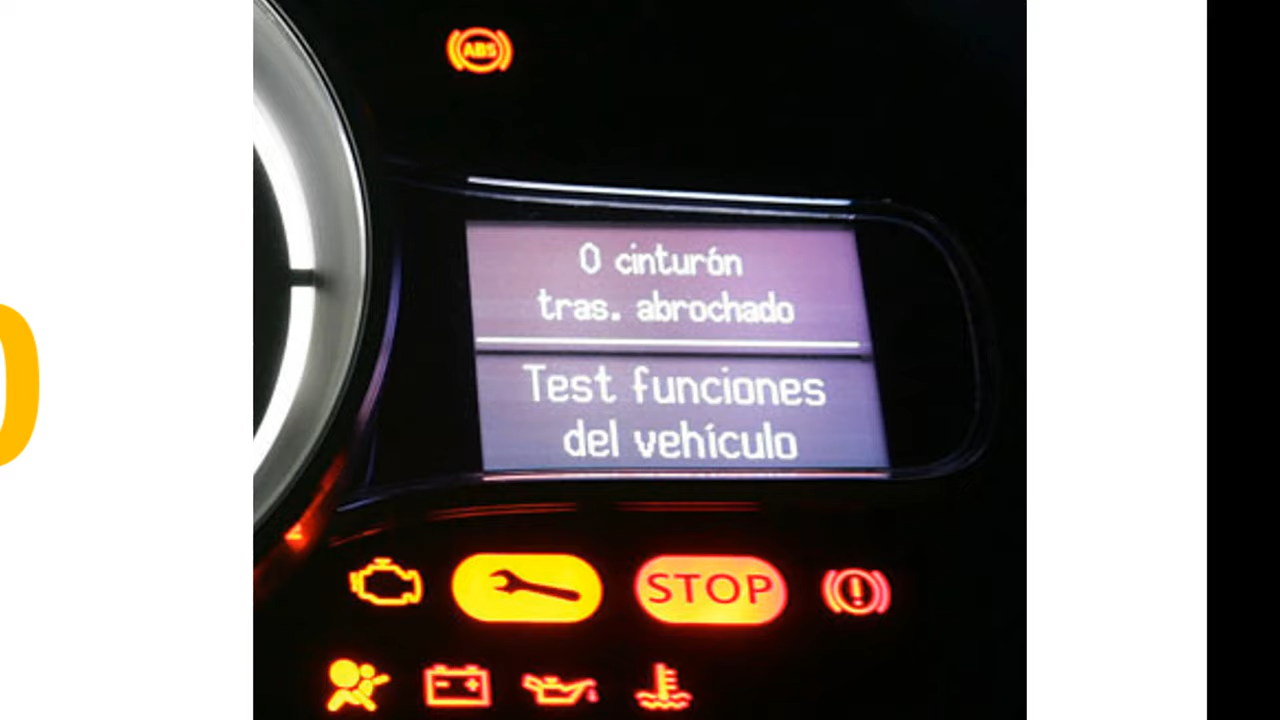 ABS
0 cinturón
tras. abrochado
Test funciones
del vehículo
STOP